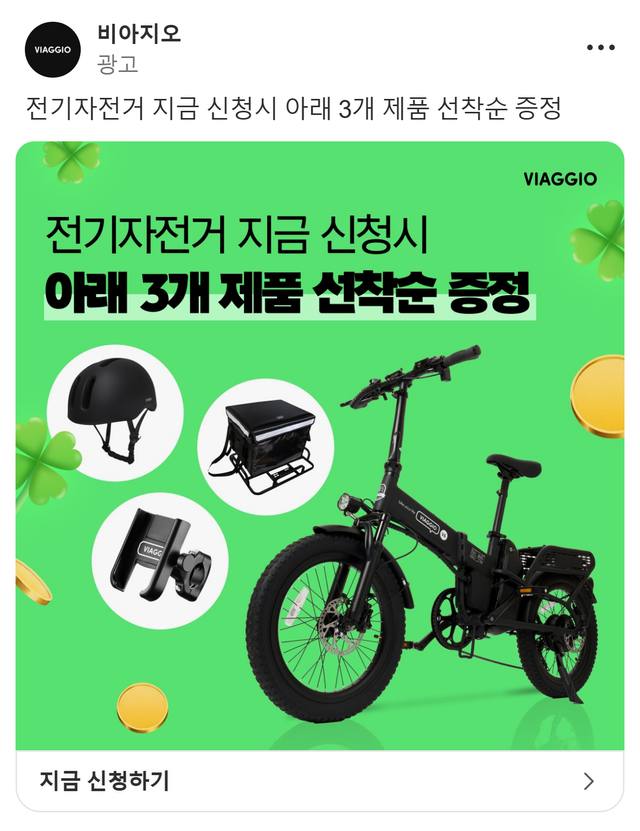 VIAGGIO
비아지오
광고
전기자전거 지금 신청시 아래 3개 제품 선착순 증정
VIAGGIO
전기자전거 지금 신청시
아래 3개 제품 선착순 증정
VIAGG
VIAGGIO
지금 신청하기